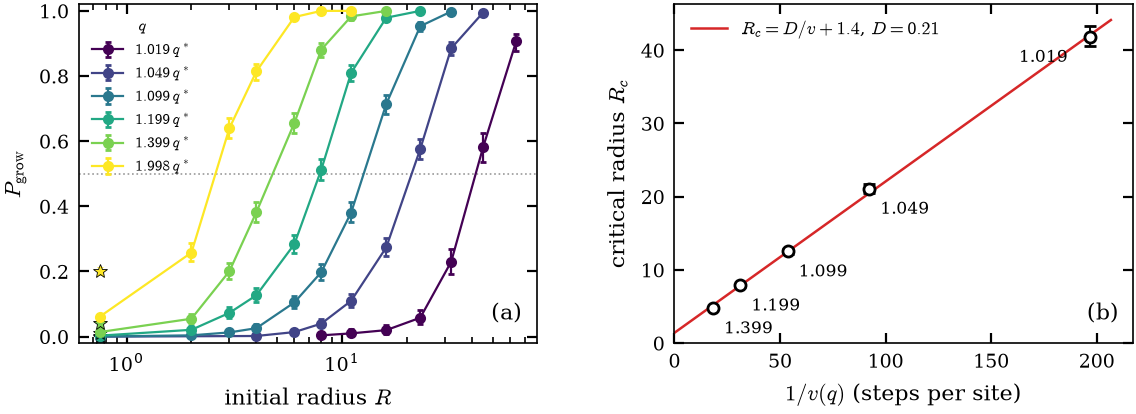 1.0
0.8
0.6
0.4
0.2
0.0
P_grow
q
1.019 q*
1.049 q*
1.099 q*
1.199 q*
1.399 q*
1.998 q*
(a)
10^0
10^1
initial radius R
R_c = D/v + 1.4, D = 0.21
1.019
1.049
1.099
1.199
1.399
(b)
40
30
20
10
0
critical radius R_c
0
50
100
150
200
1/v(q) (steps per site)